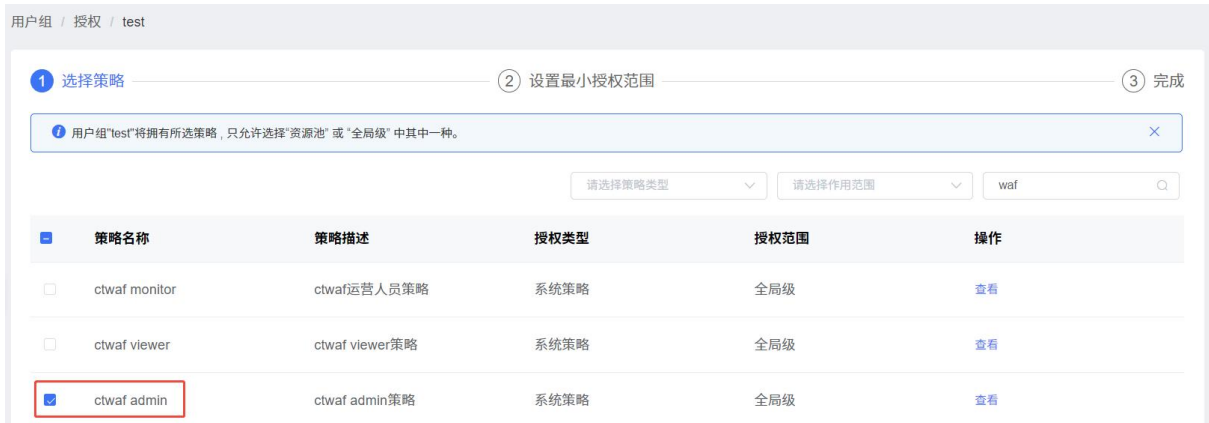 用户组 / 授权 / test
1 选择策略 2 设置最小授权范围 3 完成
用户组"test"将拥有所选策略 , 只允许选择"资源池" 或 "全局级" 中其中一种。
请选择策略类型 请选择作用范围 waf
策略名称 策略描述 授权类型 授权范围 操作
ctwaf monitor ctwaf运营人员策略 系统策略 全局级 查看
ctwaf viewer ctwaf viewer策略 系统策略 全局级 查看
ctwaf admin ctwaf admin策略 系统策略 全局级 查看